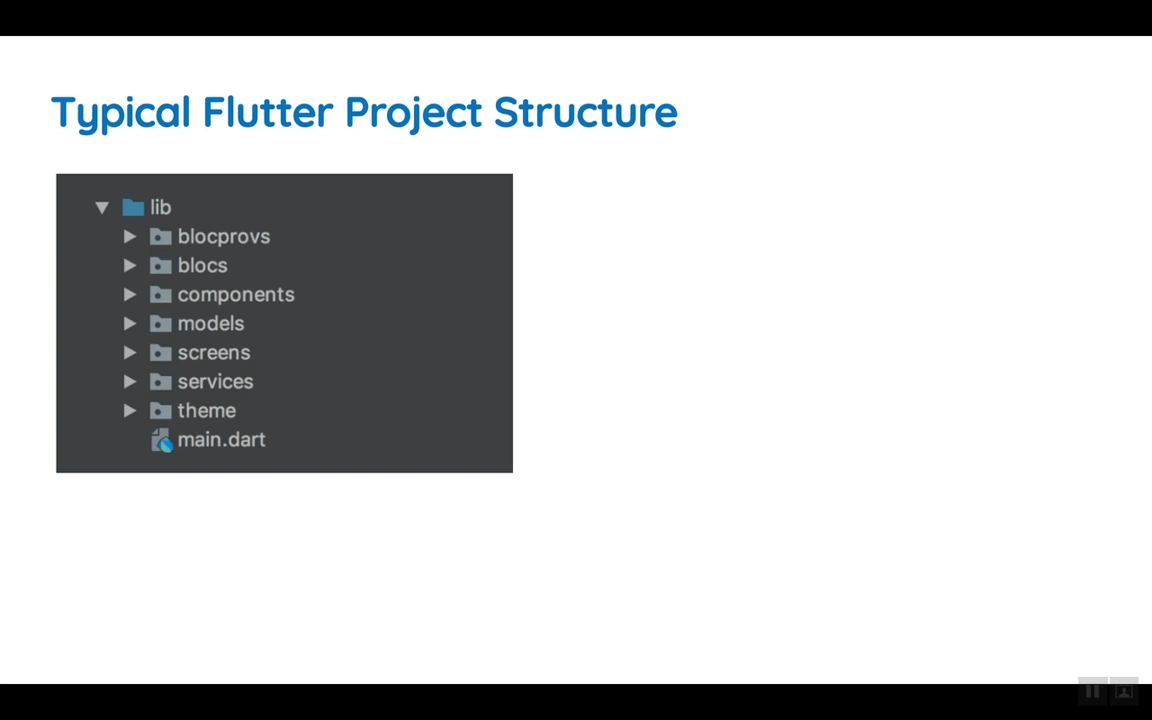 Typical Flutter Project Structure
lib
blocprovs
blocs
components
models
screens
services
theme
main.dart